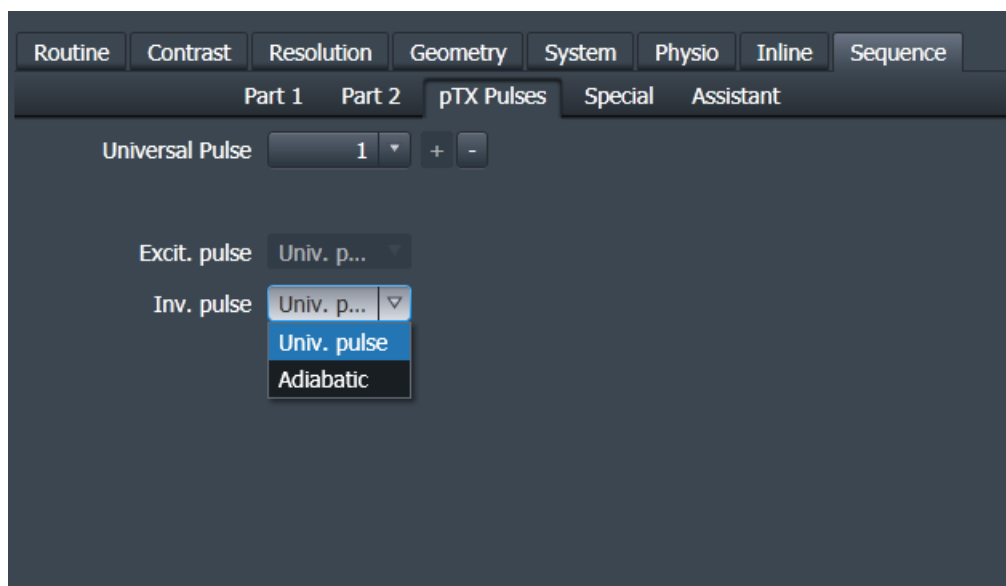 Routine Contrast Resolution Geometry System Physio Inline Sequence
Part 1 Part 2 pTX Pulses Special Assistant
Universal Pulse 1 + -
Excit. pulse Univ. p...
Inv. pulse Univ. p...
Univ. pulse
Adiabatic